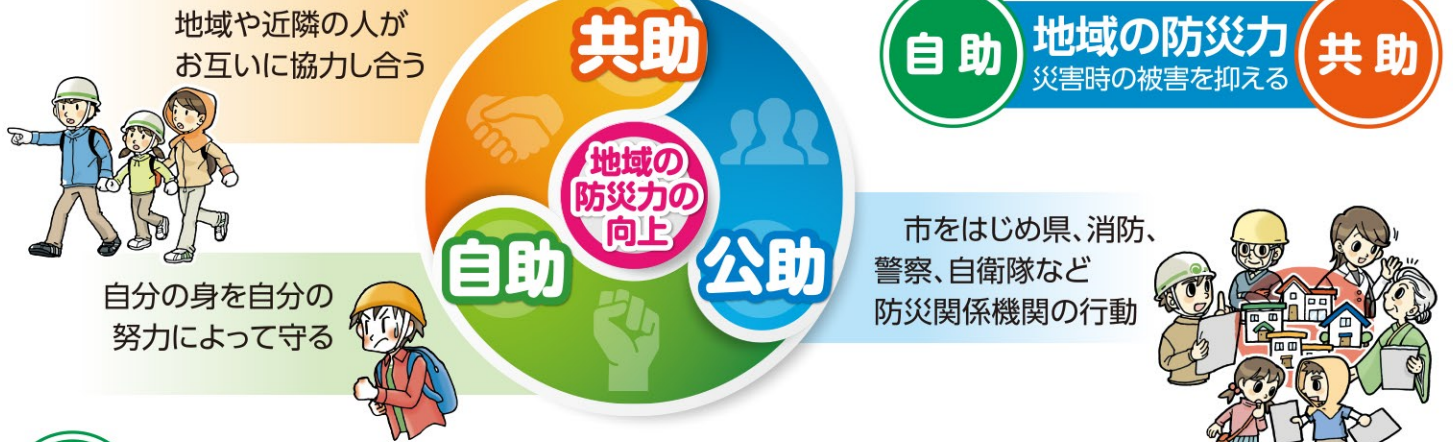 地域や近隣の人が
お互いに協力し合う
共助
自助
公助
地域の
防災力の
向上
自分の身を自分の
努力によって守る
自助
地域の防災力
災害時の被害を抑える
共助
市をはじめ県、消防、
警察、自衛隊など
防災関係機関の行動